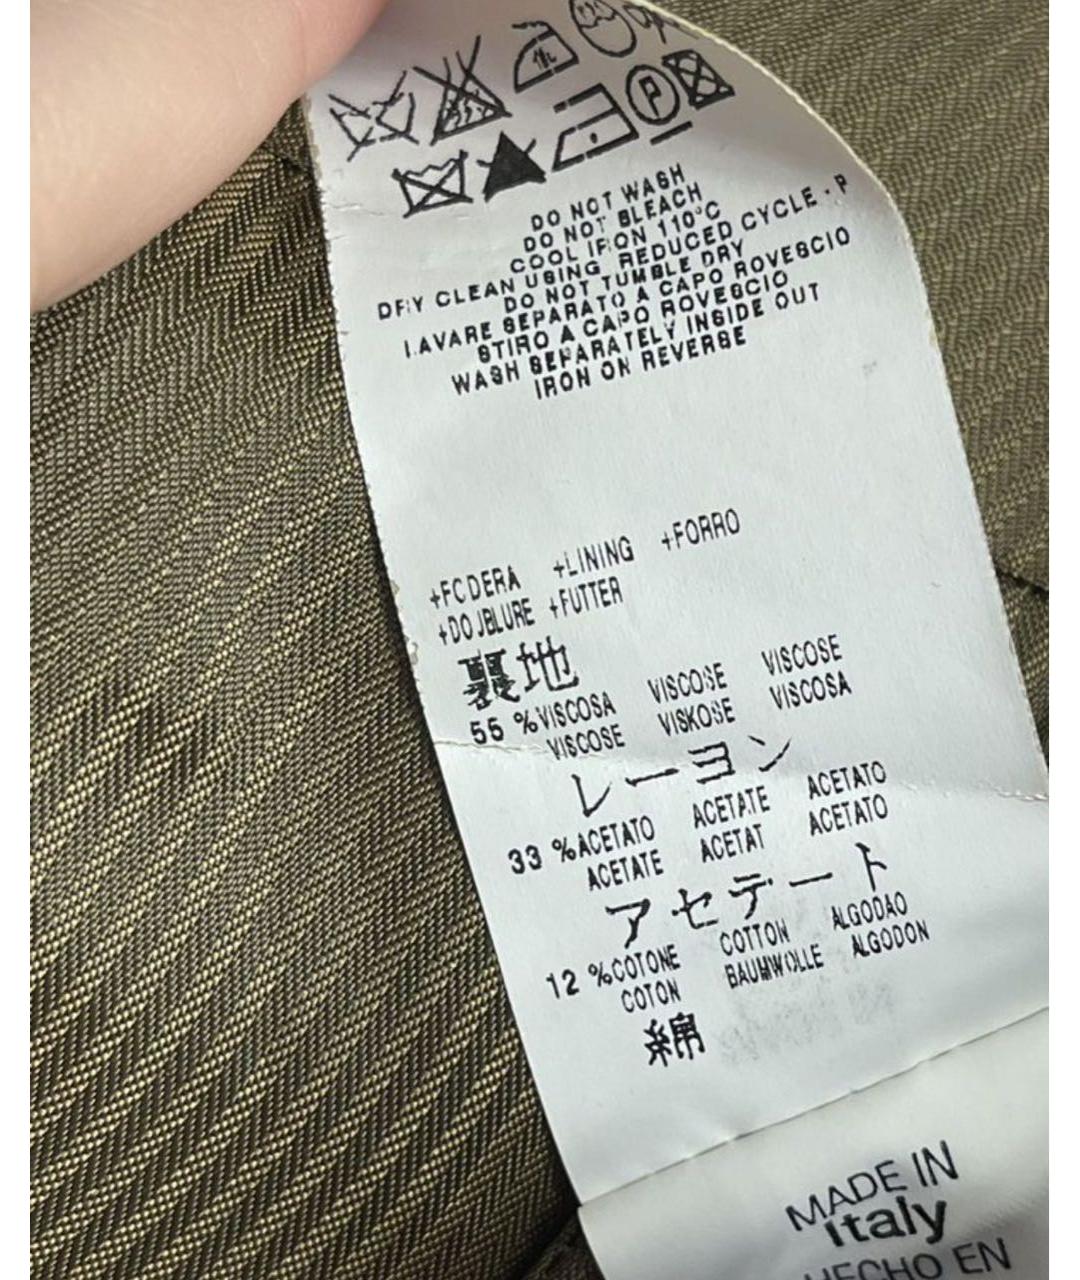 DO NOT WASH
DO NOT BLEACH
COOL IRON 110°C
DRY CLEAN USING REDUCED CYCLE - P
DO NOT TUMBLE DRY
LAVARE SEPARATO A CAPO ROVESCIO
STIRO A CAPO ROVESCIO
WASH SEPARATELY INSIDE OUT
IRON ON REVERSE
+FODERA +LINING +FORRO
+DOUBLURE +FUTTER
裏地
55 %VISCOSA VISCOSE VISCOSE
VISCOSE VISKOSE VISCOSA
レーヨン
33 %ACETATO ACETATE ACETATO
ACETATE ACETAT ACETATO
アセテート
12 %COTONE COTTON ALGODAO
COTON BAUMWOLLE ALGODON
綿
MADE IN
Italy
HECHO EN